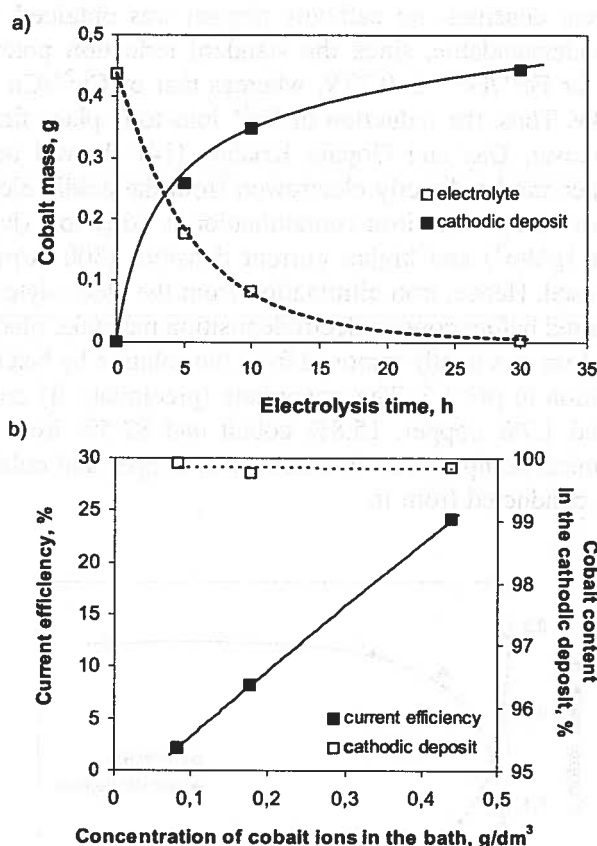 a)
0,5
0,4
0,3
0,2
0,1
0
Cobalt mass, g
electrolyte
cathodic deposit
0 5 10 15 20 25 30 35
Electrolysis time, h
b)
30
25
20
15
10
5
0
Current efficiency, %
100
99
98
97
96
95
95
Cobalt content
in the cathodic
deposit, %
current efficiency
cathodic deposit
0 0,1 0,2 0,3 0,4 0,5
Concentration of cobalt ions in the bath, g/dm³